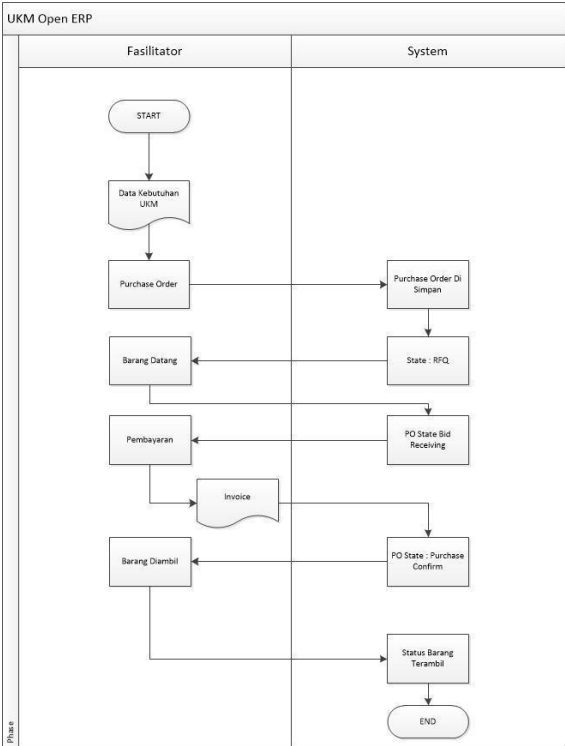 UKM Open ERP
Fasilitator
System
START
Data Kebutuhan
UKM
Purchase Order
Purchase Order Di
Simpan
Barang Datang
State : RFQ
Pembayaran
PO State Bid
Receiving
Invoice
Barang Diambil
PO State : Purchase
Confirm
Status Barang
Terambil
END
Phase